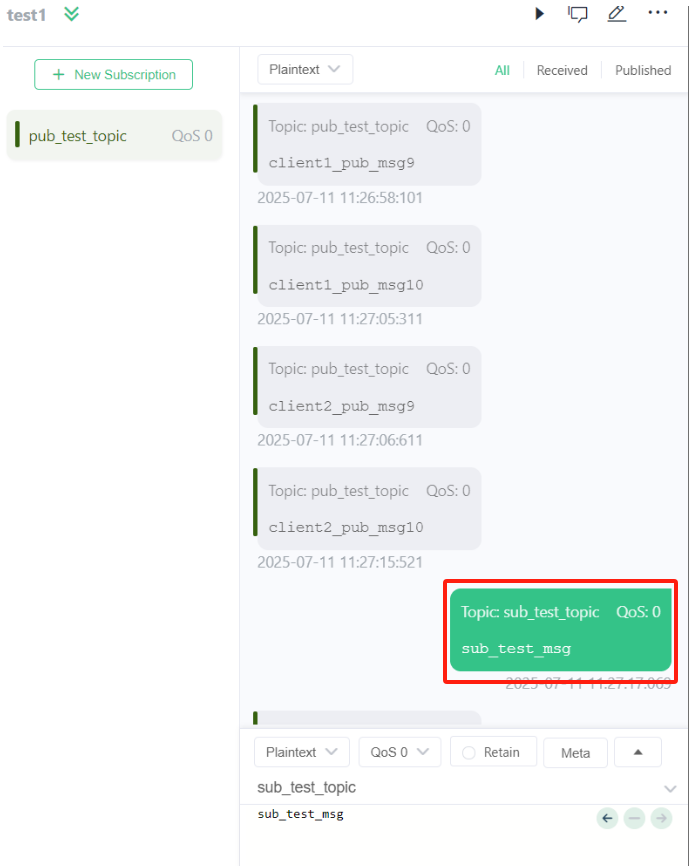 test1
+ New Subscription
pub_test_topic QoS 0
Plaintext All Received Published
Topic: pub_test_topic QoS: 0
client1_pub_msg9
2025-07-11 11:26:58:101
Topic: pub_test_topic QoS: 0
client1_pub_msg10
2025-07-11 11:27:05:311
Topic: pub_test_topic QoS: 0
client2_pub_msg9
2025-07-11 11:27:06:611
Topic: pub_test_topic QoS: 0
client2_pub_msg10
2025-07-11 11:27:15:521
Topic: sub_test_topic QoS: 0
sub_test_msg
2025-07-11 11:27:17:069
Plaintext QoS 0 Retain Meta
sub_test_topic
sub_test_msg